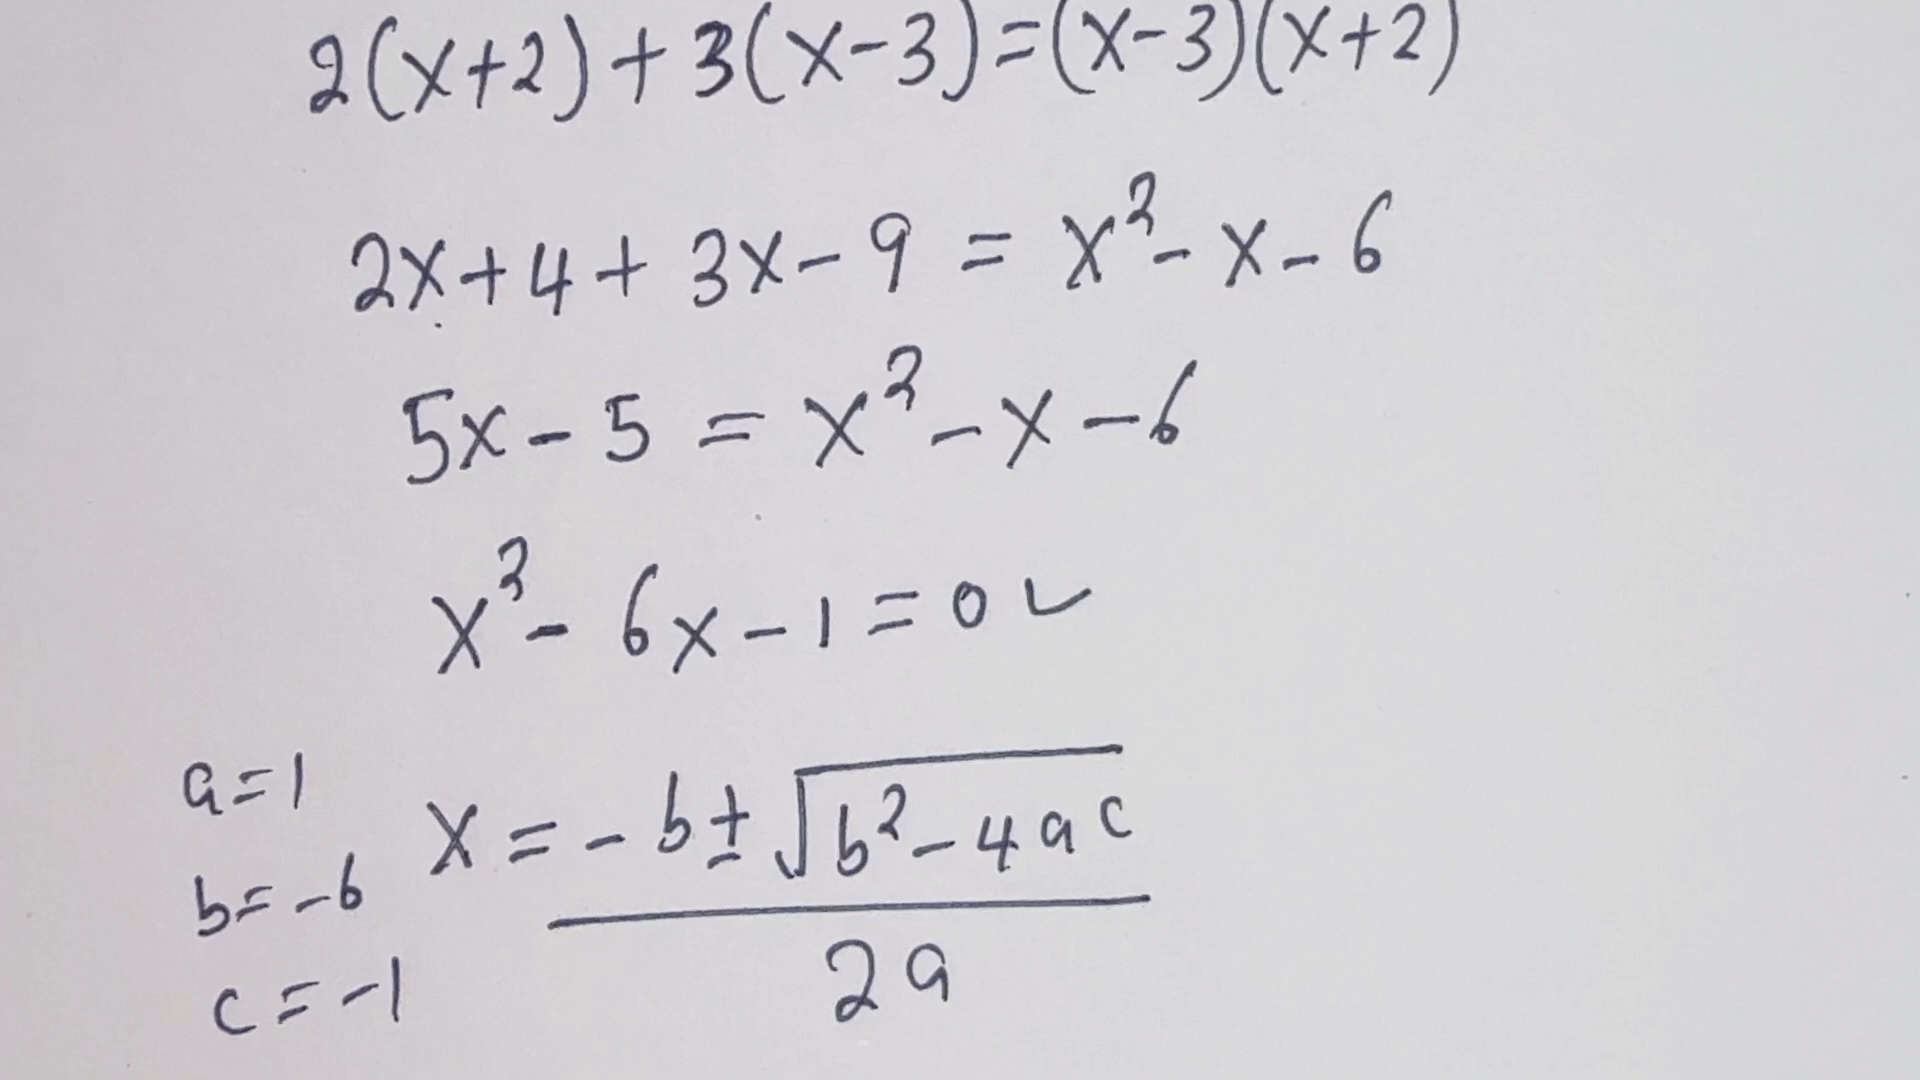 2(x+2)+3(x-3)=(x-3)(x+2)
2x+4+3x-9 = x²-x-6
5x-5 = x²-x-6
x²-6x-1=0 ✓
a=1
b=-6
c=-1
x = -b±√(b²-4ac)
2a